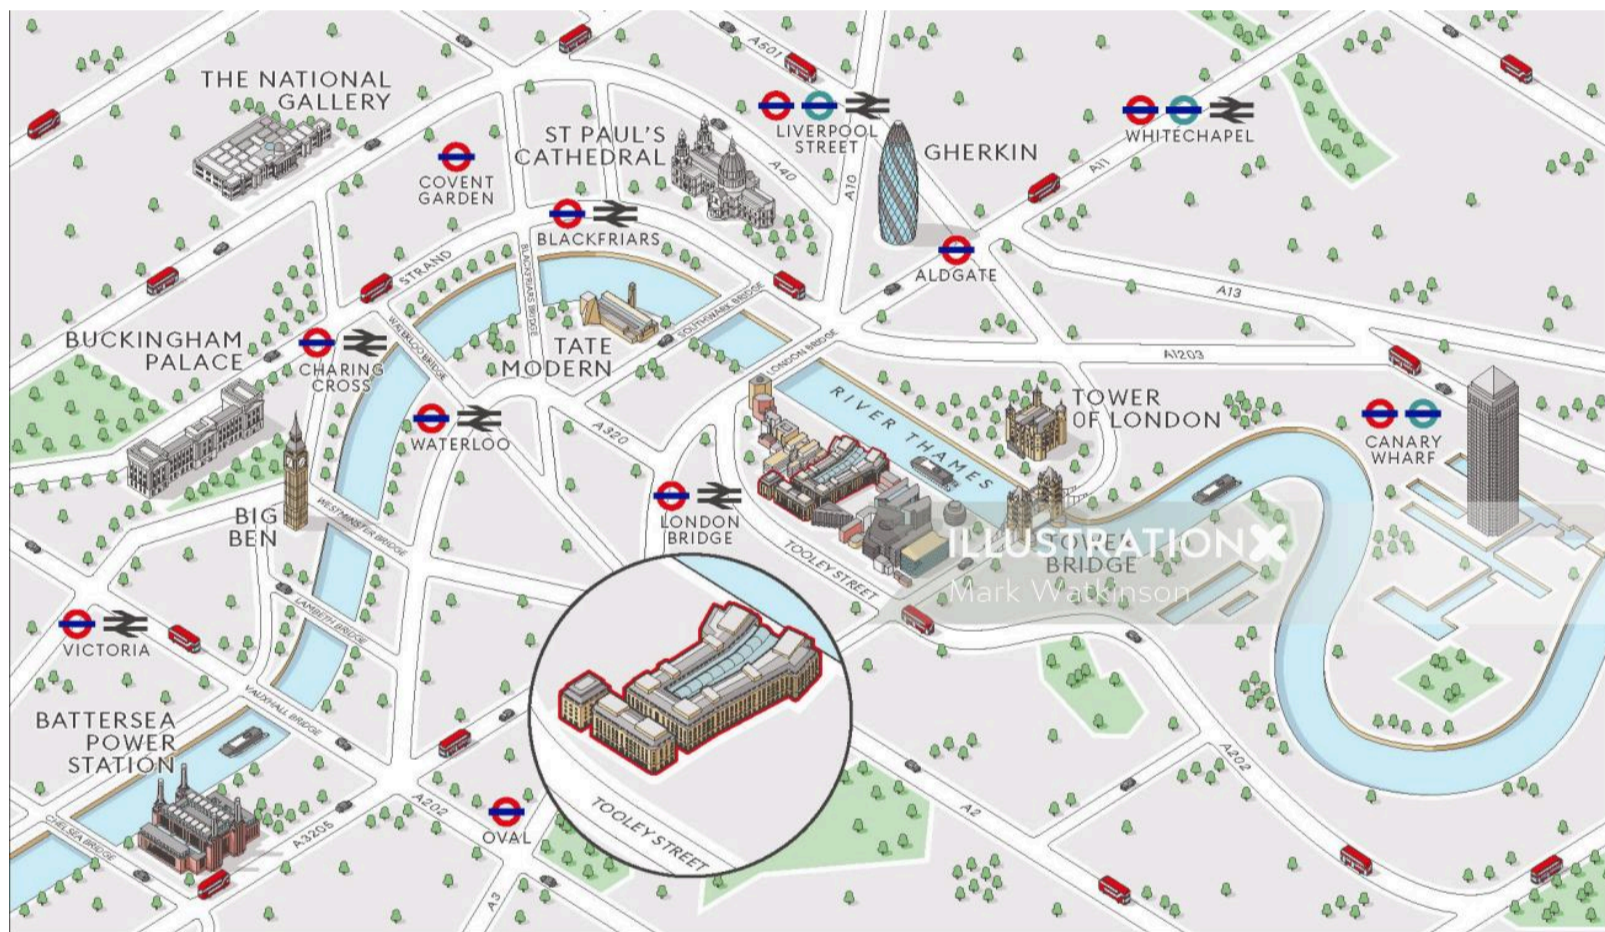 THE NATIONAL
GALLERY
A501
LIVERPOOL
STREET
WHITECHAPEL
ST PAUL'S
CATHEDRAL
GHERKIN
COVENT
GARDEN
A40
A10
A11
BLACKFRIARS
STRAND
BLACKFRIARS BRIDGE
ALDGATE
A13
SOUTHWARK BRIDGE
BUCKINGHAM
PALACE
WATERLOO BRIDGE
TATE
MODERN
LONDON BRIDGE
A1203
CHARING
CROSS
RIVER THAMES
TOWER
OF LONDON
WATERLOO
A320
CANARY
WHARF
BIG
BEN
WESTMINSTER BRIDGE
LONDON
BRIDGE
TOOLEY STREET
TOWER
BRIDGE
ILLUSTRATIONX
Mark Watkinson
LAMBETH BRIDGE
VICTORIA
VAUXHALL BRIDGE
BATTERSEA
POWER
STATION
A202
CHELSEA BRIDGE
A3205
A202
OVAL
TOOLEY STREET
A2
A3